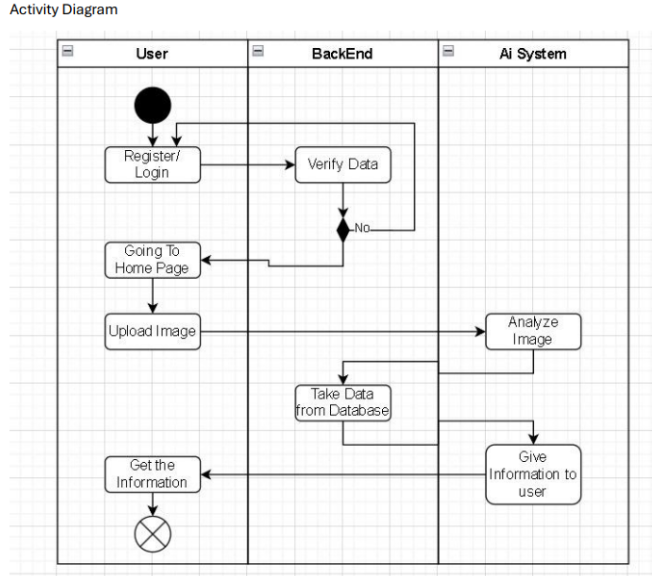 Activity Diagram
User
BackEnd
Ai System
Register/
Login
Verify Data
No
Going To
Home Page
Upload Image
Analyze
Image
Take Data
from Database
Give
Information to
user
Get the
Information